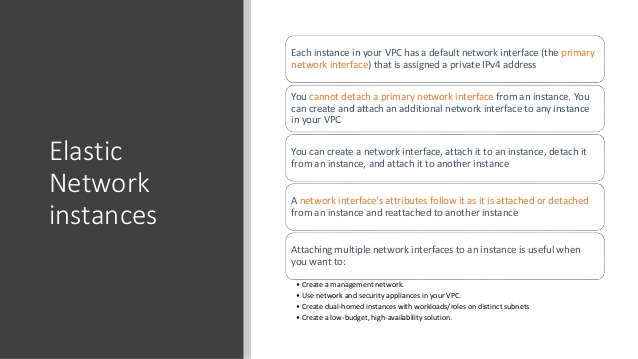 Elastic
Network
instances
Each instance in your VPC has a default network interface (the primary
network interface) that is assigned a private IPv4 address
You cannot detach a primary network interface from an instance. You
can create and attach an additional network interface to any instance
in your VPC
You can create a network interface, attach it to an instance, detach it
from an instance, and attach it to another instance
A network interface's attributes follow it as it is attached or detached
from an instance and reattached to another instance
Attaching multiple network interfaces to an instance is useful when
you want to:
• Create a management network.
• Use network and security appliances in your VPC.
• Create dual-homed instances with workloads/roles on distinct subnets
• Create a low-budget, high-availability solution.